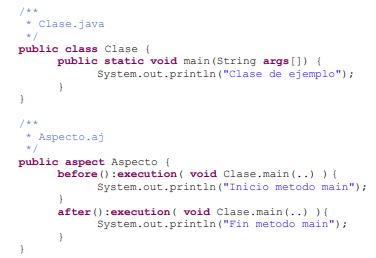 /**
 * Clase.java
 */
public class Clase {
      public static void main(String args[]) {
            System.out.println("Clase de ejemplo");
      }
}
/**
 * Aspecto.aj
 */
public aspect Aspecto {
      before():execution( void Clase.main(..) ){
            System.out.println("Inicio metodo main");
      }
      after():execution( void Clase.main(..) ){
            System.out.println("Fin metodo main");
      }
}